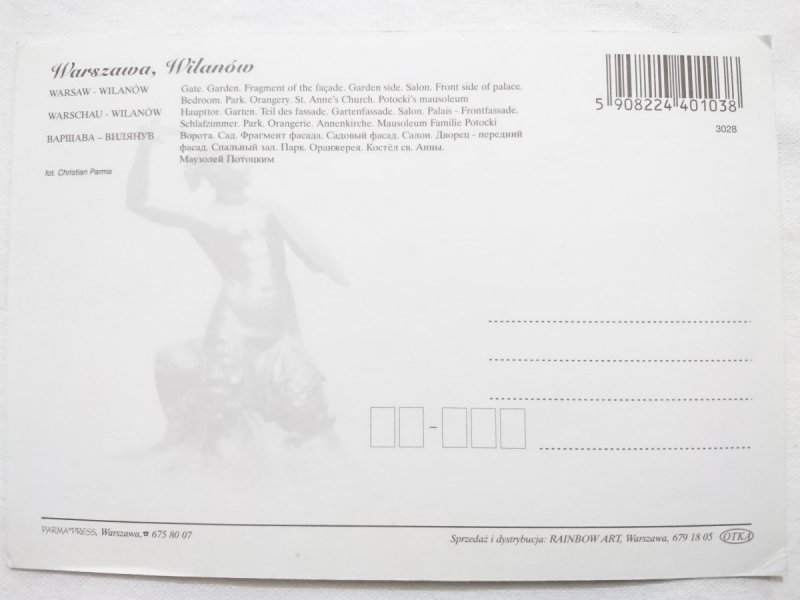 Warszawa, Wilanów
WARSAW - WILANÓW
Gate. Garden. Fragment of the façade. Garden side. Salon. Front side of palace.
Bedroom. Park. Orangery. St. Anne's Church. Potocki's mausoleum
WARSCHAU - WILANÓW
Haupttor. Garten. Teil des fassade. Gartenfassade. Salon. Palais - Frontfassade.
Schlafzimmer. Park. Orangerie. Annenkirche. Mausoleum Familie Potocki
ВАРШАВА – ВИЛЯНУВ
Ворота. Сад. Фрагмент фасада. Садовый фасад. Салон. Дворец - передний
фасад. Спальный зал. Парк. Оранжерея. Костёл св. Анны.
Маузолей Потоцким
fot. Christian Parma
5 908224 401038
3028
PARMA®PRESS, Warszawa, ☎ 675 80 07
Sprzedaż i dystrybucja: RAINBOW ART, Warszawa, 679 18 05 OTKA